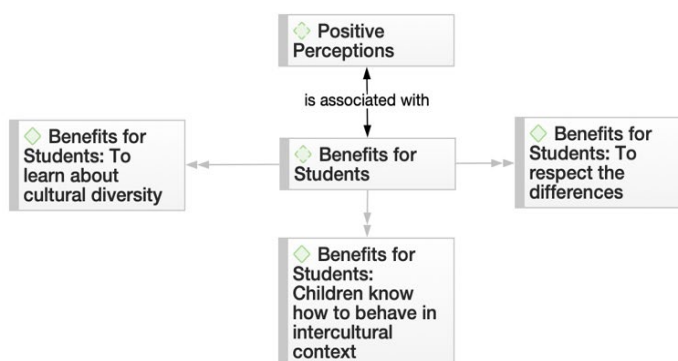 Positive
Perceptions
is associated with
Benefits for
Students: To
learn about
cultural diversity
Benefits for
Students
Benefits for
Students: To
respect the
differences
Benefits for
Students:
Children know
how to behave in
intercultural
context